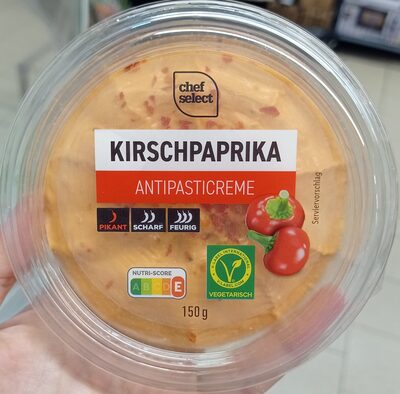 chef
select
KIRSCHPAPRIKA
ANTIPASTICREME
PIKANT SCHARF FEURIG
Serviervorschlag
NUTRI-SCORE
A B C D E
VEGETARISCH
150 g